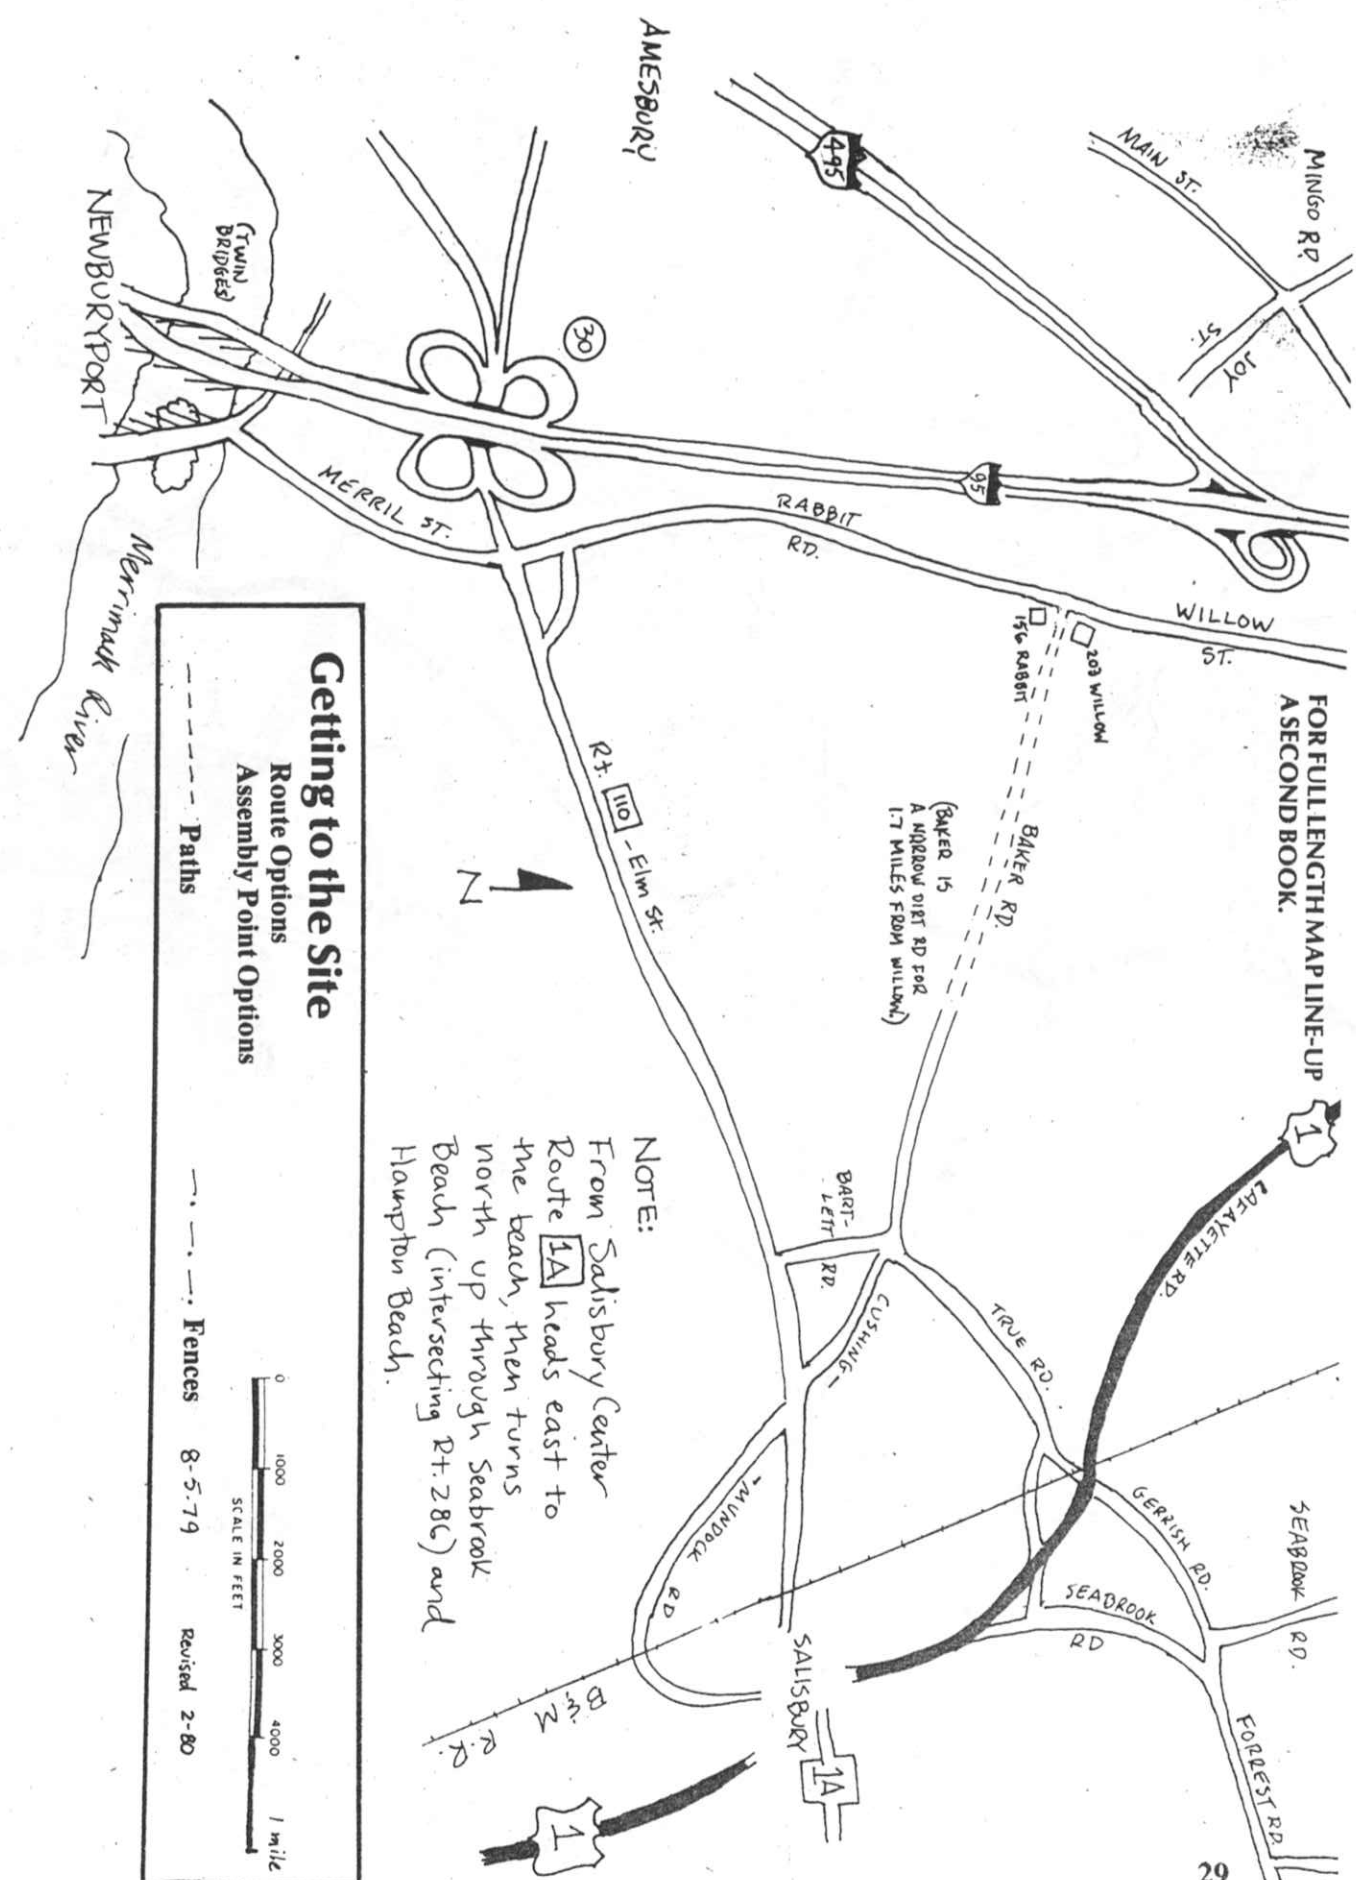 AMESBURY
495
MAIN ST.
MINGO RD.
JOY
ST.
(TWIN
BRIDGES)
NEWBURYPORT
30
MERRIL ST.
95
RABBIT
RD.
WILLOW
ST.
156 RABBIT
202 WILLOW
Merrimack River
Rt. 110 - Elm St.
N
BAKER RD.
(BAKER IS
A NARROW DIRT RD FOR
1.7 MILES FROM WILLOW.)
FOR FULL LENGTH MAP LINE-UP
A SECOND BOOK.
1
LAFAYETTE RD.
BART-
LETT
RD.
CUSHING
TRUE RD.
GERRISH RD.
SEABROOK
RD
SEABROOK RD.
FORREST RD.
MUNDOCK RD
SALISBURY
1A
B.&M.
R.R.
1
NOTE:
From Salisbury Center
Route 1A heads east to
the beach, then turns
north up through Seabrook
Beach (intersecting Rt. 286) and
Hampton Beach.
Getting to the Site
Route Options
Assembly Point Options
Paths
Fences
8-5.79
Revised 2-80
0 1000 2000 3000 4000 1 mile
SCALE IN FEET
29